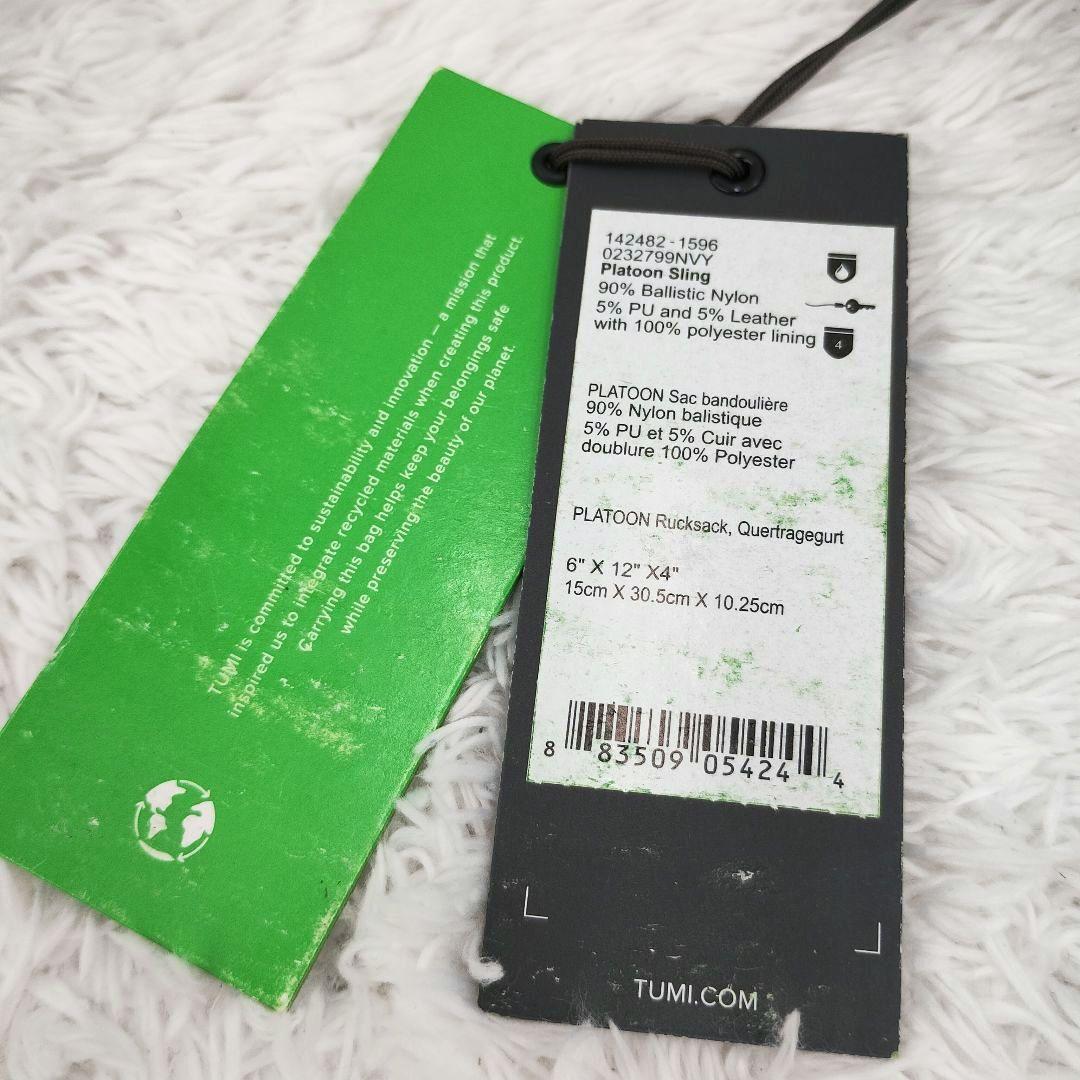 TUMI is committed to sustainability and innovation — a mission that
inspired us to integrate recycled materials when creating this product.
Carrying this bag helps keep your belongings safe
while preserving the beauty of our planet.
142482-1596
0232799NVY
Platoon Sling
90% Ballistic Nylon
5% PU and 5% Leather
with 100% polyester lining
4
PLATOON Sac bandoulière
90% Nylon balistique
5% PU et 5% Cuir avec
doublure 100% Polyester
PLATOON Rucksack, Quertragegurt
6" X 12" X4"
15cm X 30.5cm X 10.25cm
8 83509 05424 4
TUMI.COM